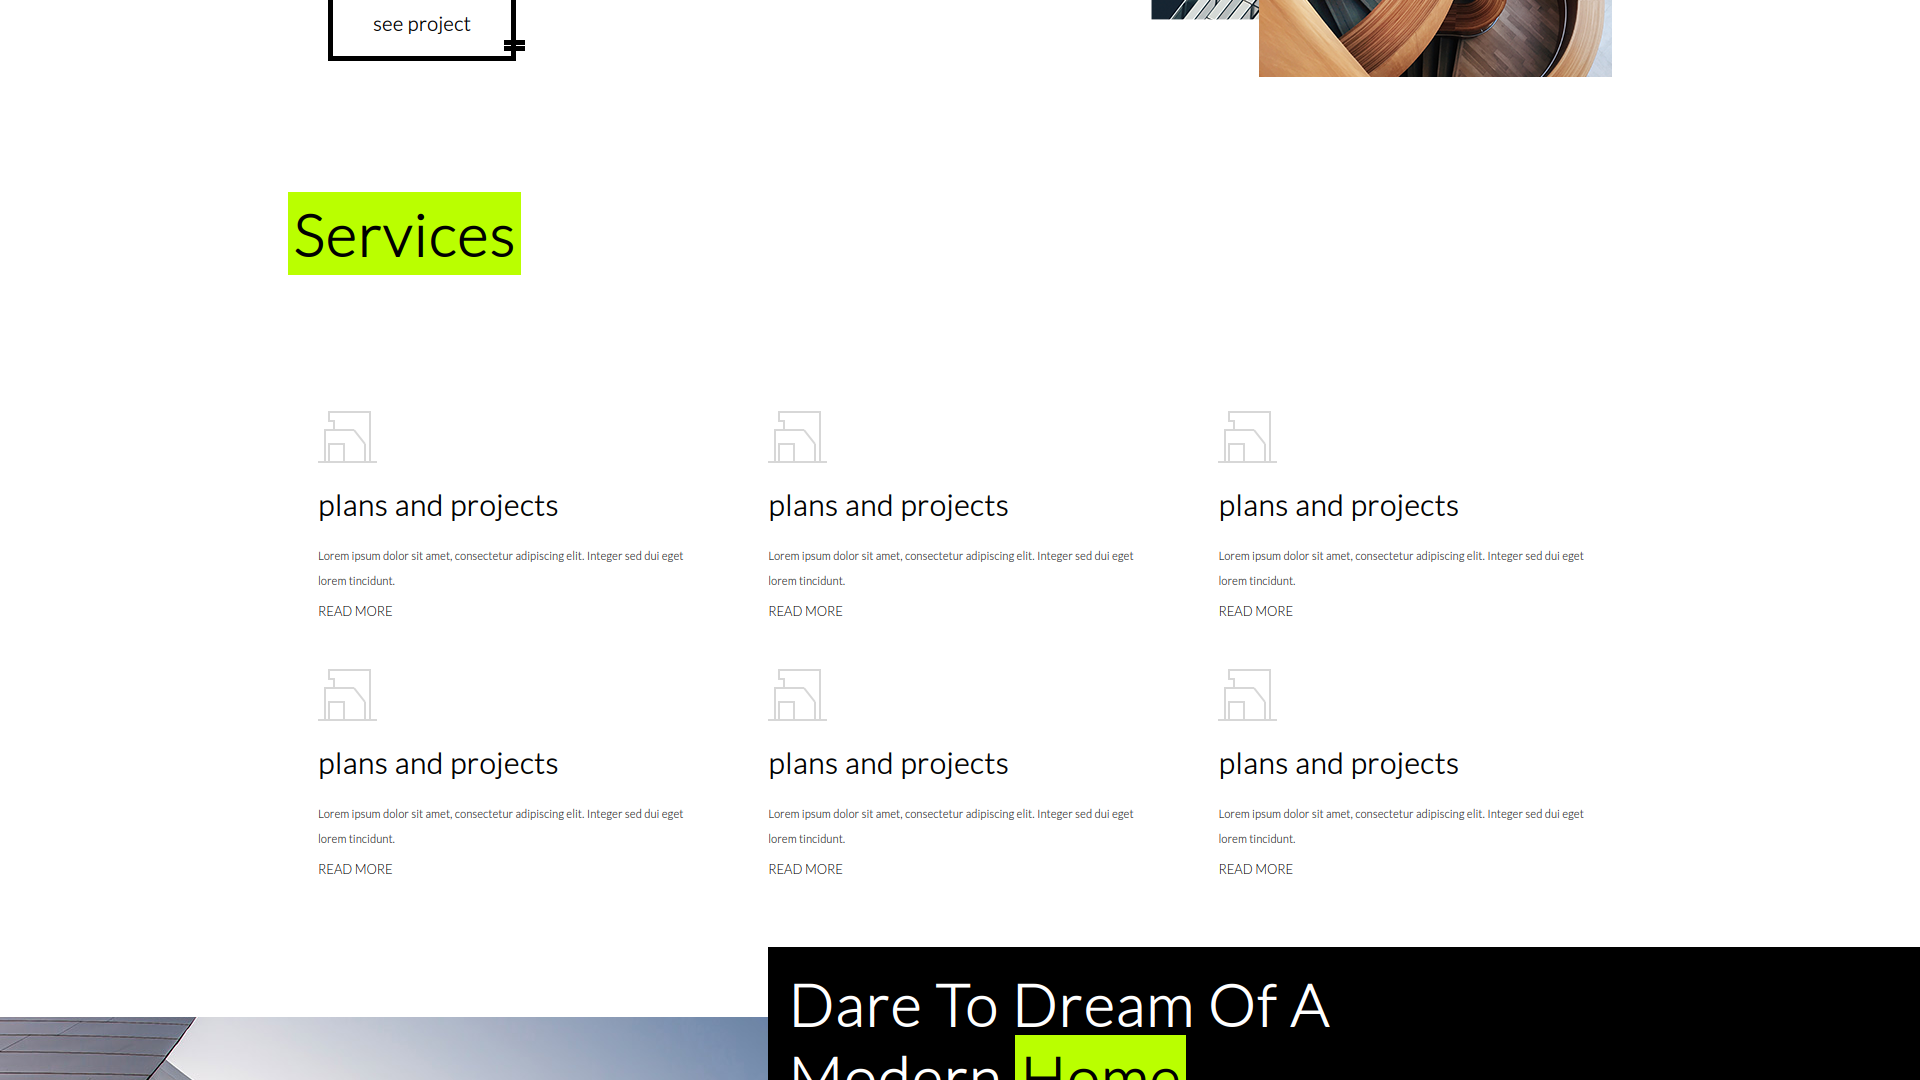 see project
Services
plans and projects
Lorem ipsum dolor sit amet, consectetur adipiscing elit. Integer sed dui eget
lorem tincidunt.
READ MORE
plans and projects
Lorem ipsum dolor sit amet, consectetur adipiscing elit. Integer sed dui eget
lorem tincidunt.
READ MORE
plans and projects
Lorem ipsum dolor sit amet, consectetur adipiscing elit. Integer sed dui eget
lorem tincidunt.
READ MORE
plans and projects
Lorem ipsum dolor sit amet, consectetur adipiscing elit. Integer sed dui eget
lorem tincidunt.
READ MORE
plans and projects
Lorem ipsum dolor sit amet, consectetur adipiscing elit. Integer sed dui eget
lorem tincidunt.
READ MORE
plans and projects
Lorem ipsum dolor sit amet, consectetur adipiscing elit. Integer sed dui eget
lorem tincidunt.
READ MORE
Dare To Dream Of A
Modern Home